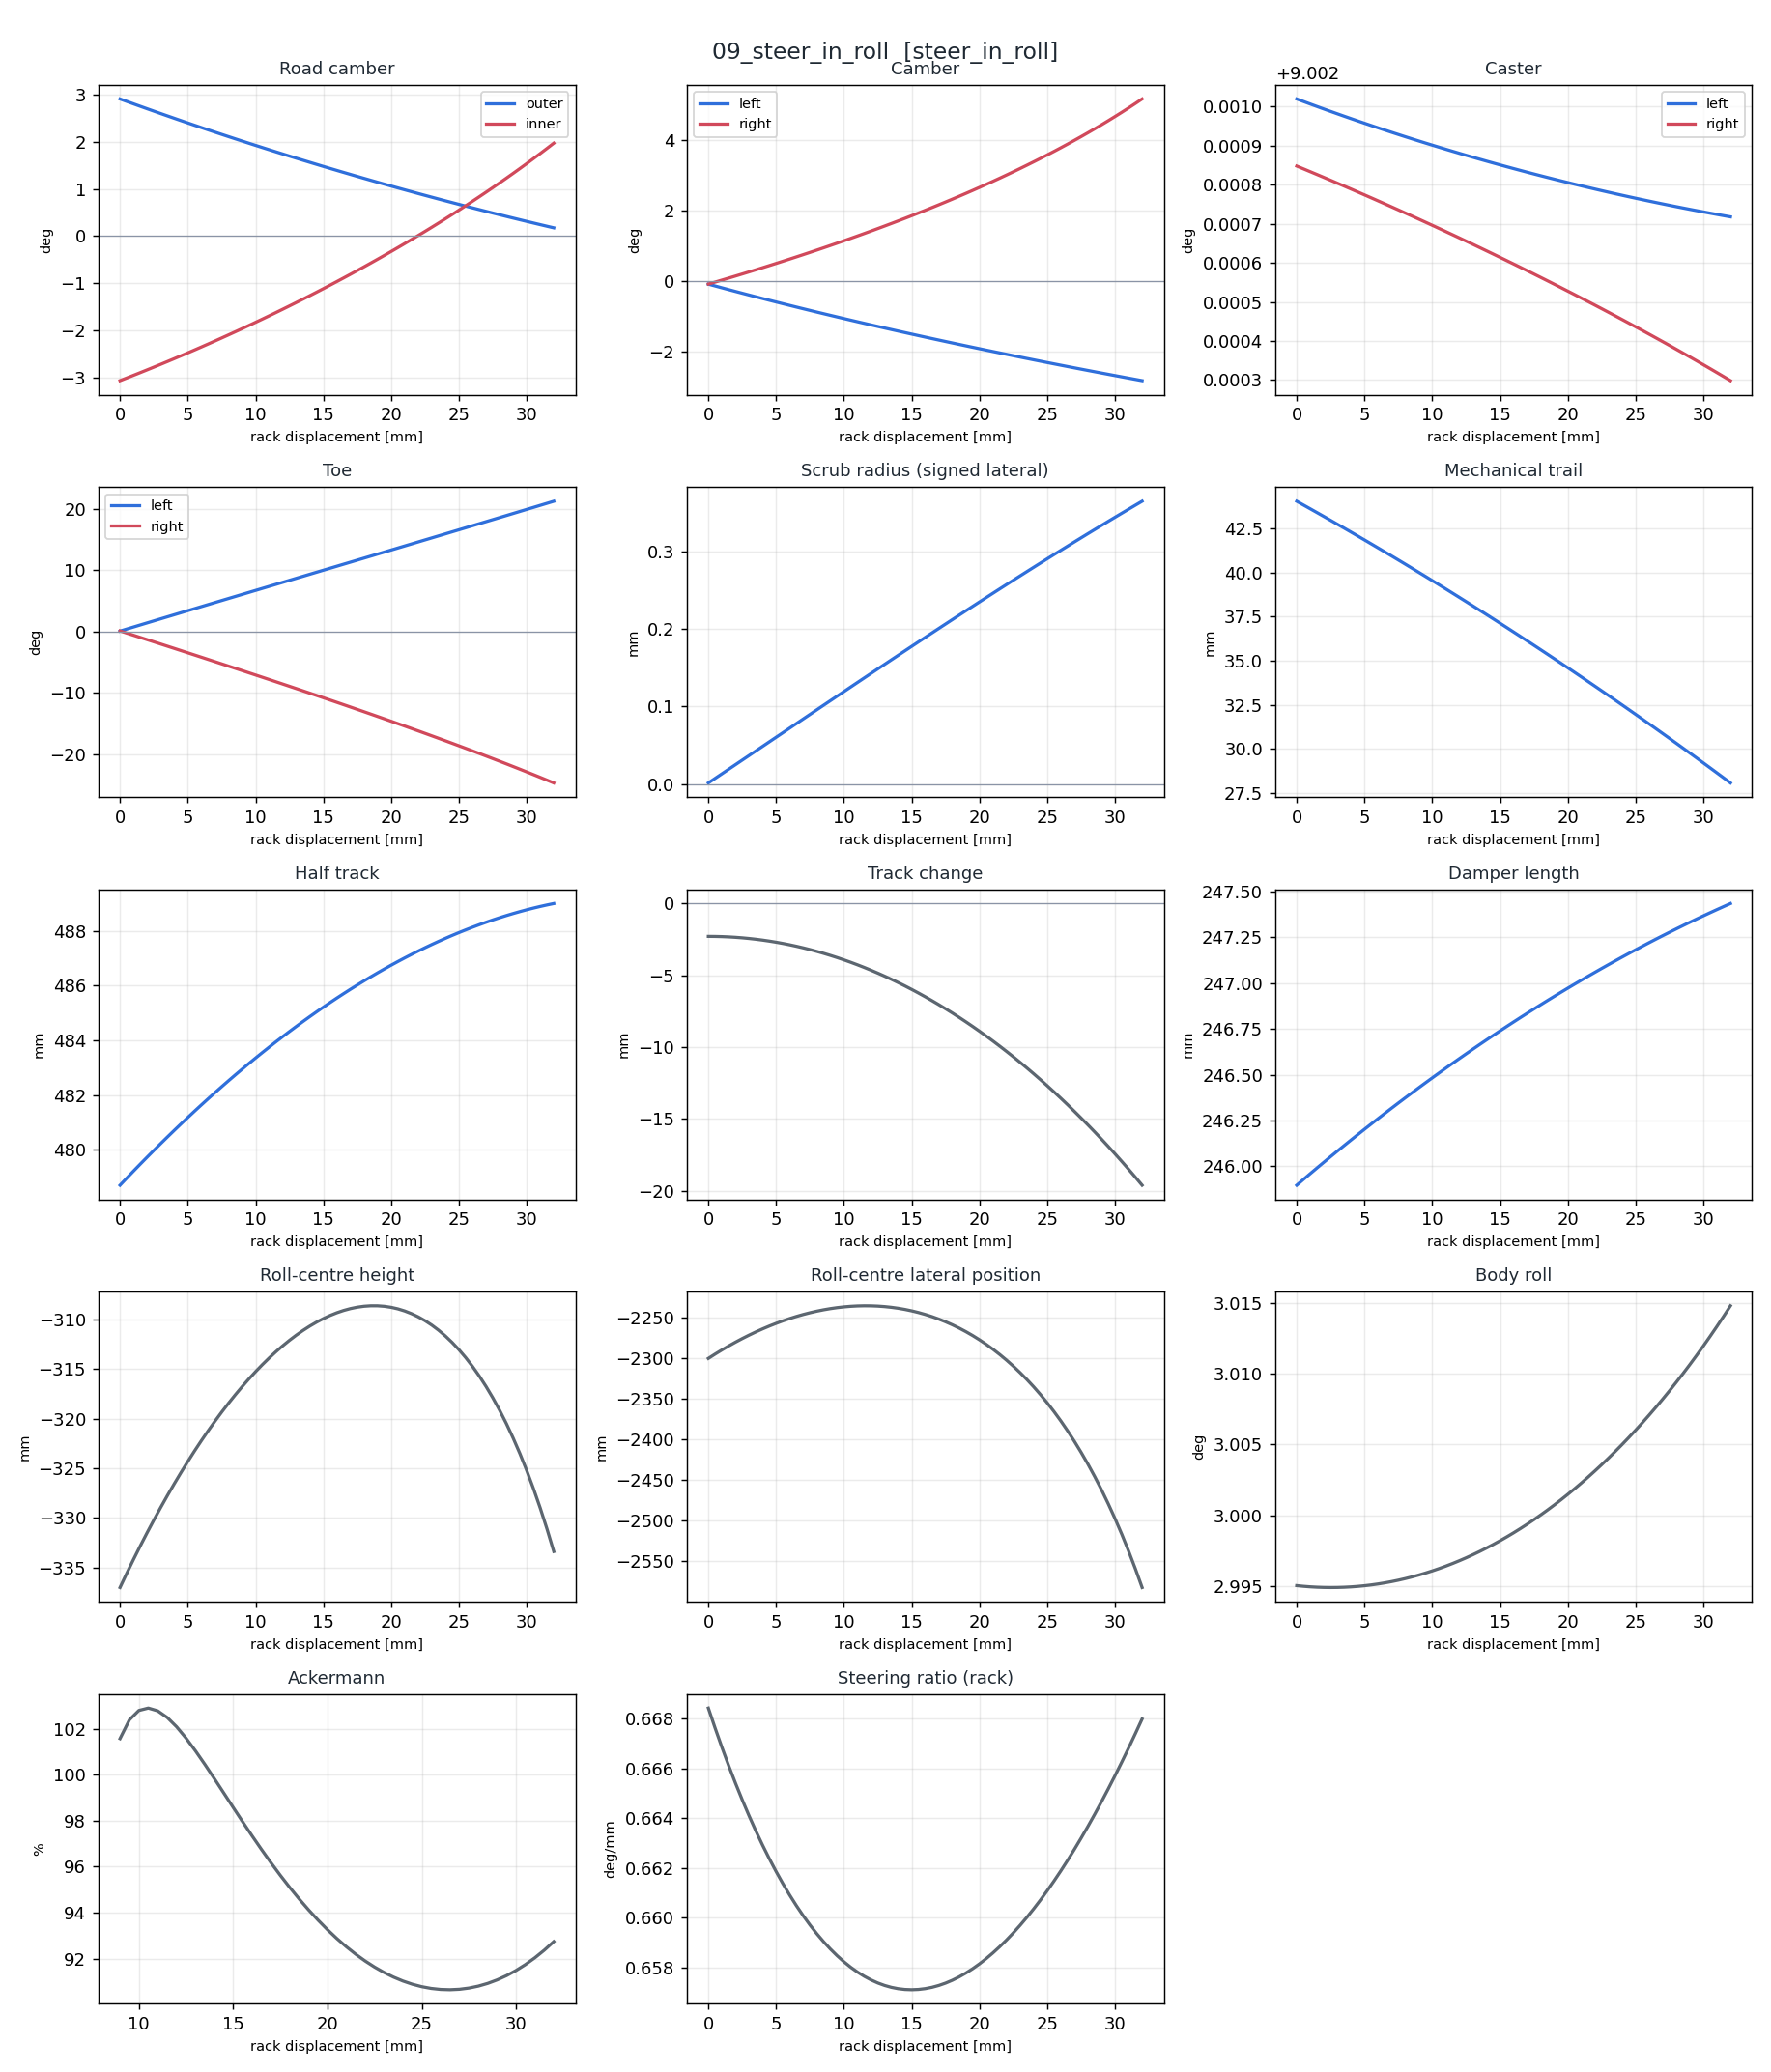 09_steer_in_roll [steer_in_roll]
Road camber
outer
inner
3
2
1
0
−1
−2
−3
deg
0 5 10 15 20 25 30
rack displacement [mm]
Camber
left
right
4
2
0
−2
deg
0 5 10 15 20 25 30
rack displacement [mm]
+9.002
Caster
left
right
0.0010
0.0009
0.0008
0.0007
0.0006
0.0005
0.0004
0.0003
deg
0 5 10 15 20 25 30
rack displacement [mm]
Toe
left
right
20
10
0
−10
−20
deg
0 5 10 15 20 25 30
rack displacement [mm]
Scrub radius (signed lateral)
0.3
0.2
0.1
0.0
mm
0 5 10 15 20 25 30
rack displacement [mm]
Mechanical trail
42.5
40.0
37.5
35.0
32.5
30.0
27.5
mm
0 5 10 15 20 25 30
rack displacement [mm]
Half track
488
486
484
482
480
mm
0 5 10 15 20 25 30
rack displacement [mm]
Track change
0
−5
−10
−15
−20
mm
0 5 10 15 20 25 30
rack displacement [mm]
Damper length
247.50
247.25
247.00
246.75
246.50
246.25
246.00
mm
0 5 10 15 20 25 30
rack displacement [mm]
Roll-centre height
−310
−315
−320
−325
−330
−335
mm
0 5 10 15 20 25 30
rack displacement [mm]
Roll-centre lateral position
−2250
−2300
−2350
−2400
−2450
−2500
−2550
mm
0 5 10 15 20 25 30
rack displacement [mm]
Body roll
3.015
3.010
3.005
3.000
2.995
deg
0 5 10 15 20 25 30
rack displacement [mm]
Ackermann
102
100
98
96
94
92
%
10 15 20 25 30
rack displacement [mm]
Steering ratio (rack)
0.668
0.666
0.664
0.662
0.660
0.658
deg/mm
0 5 10 15 20 25 30
rack displacement [mm]